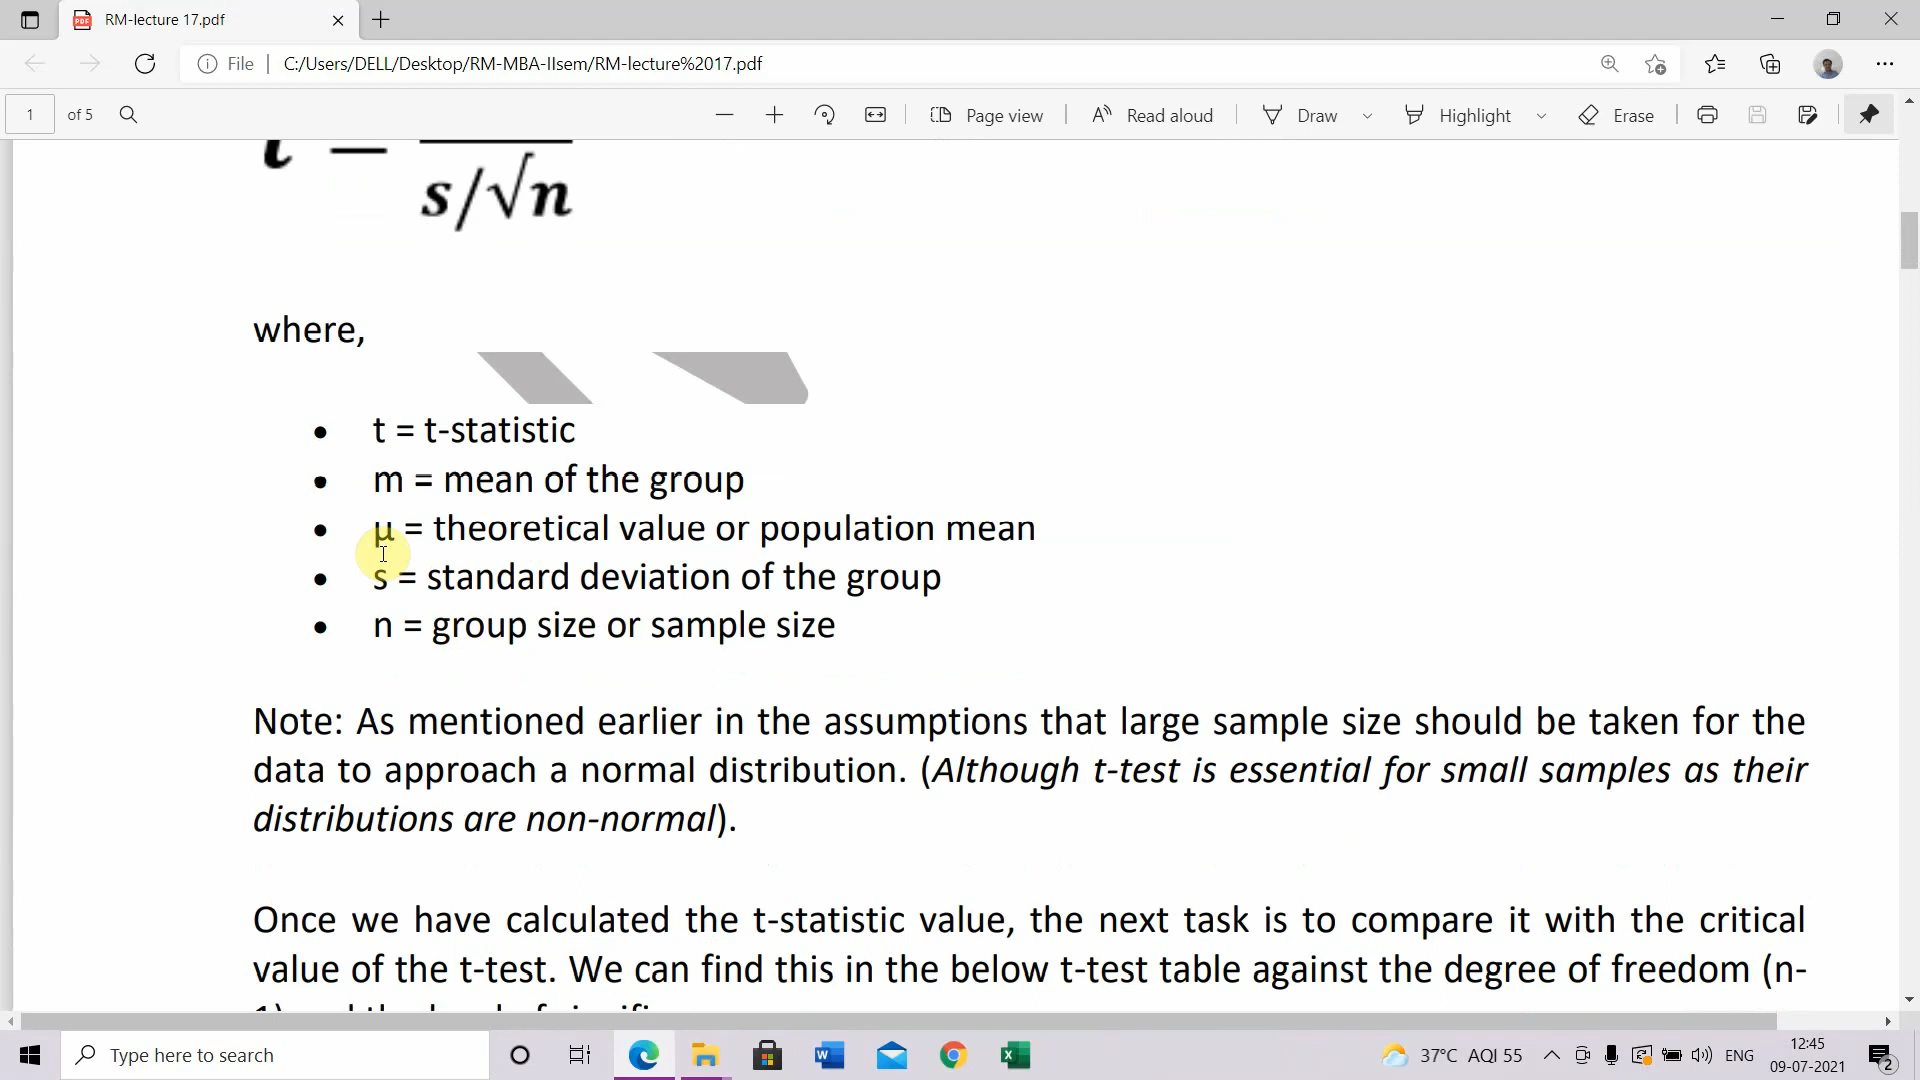 RM-lecture 17.pdf
File
C:/Users/DELL/Desktop/RM-MBA-IIsem/RM-lecture%2017.pdf
1 of 5
Page view
Read aloud
Draw
Highlight
Erase
s/√n
where,
• t = t-statistic
• m = mean of the group
• µ = theoretical value or population mean
• s = standard deviation of the group
• n = group size or sample size
Note: As mentioned earlier in the assumptions that large sample size should be taken for the
data to approach a normal distribution. (Although t-test is essential for small samples as their
distributions are non-normal).
Once we have calculated the t-statistic value, the next task is to compare it with the critical
value of the t-test. We can find this in the below t-test table against the degree of freedom (n-
Type here to search
37°C AQI 55
ENG
12:45
09-07-2021
2